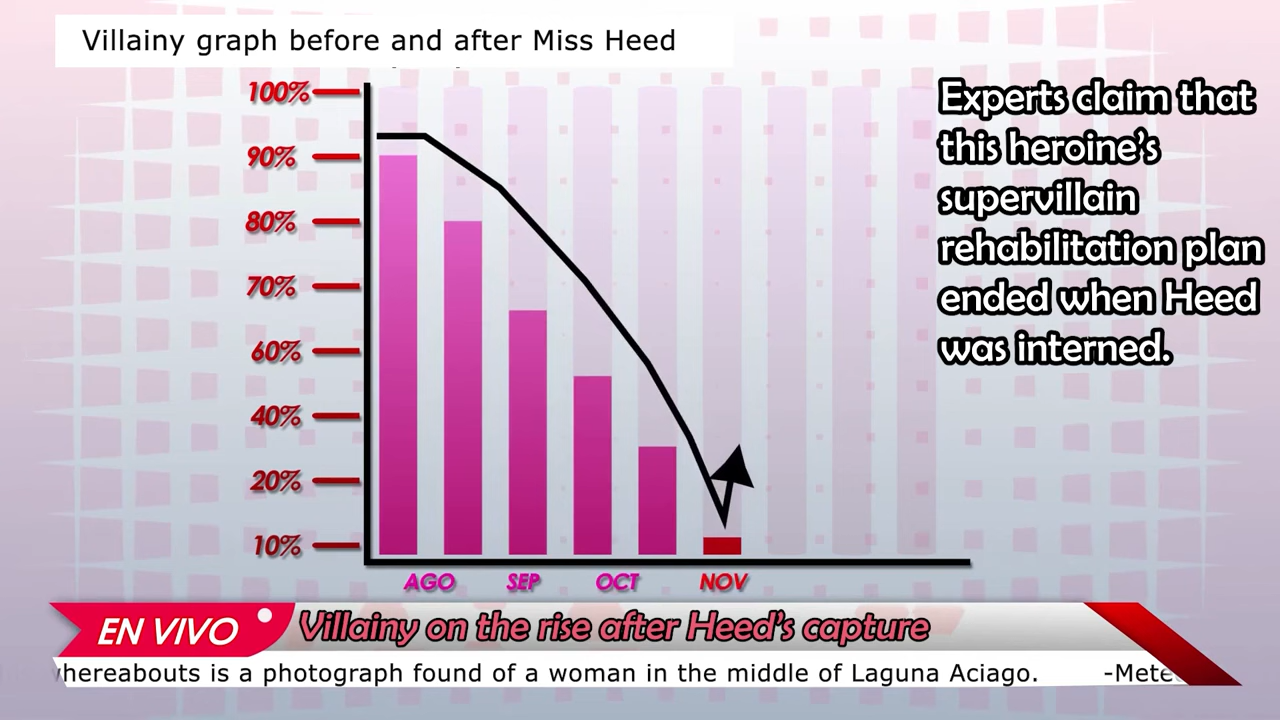 Villainy graph before and after Miss Heed
Experts claim that
this heroine's
supervillain
rehabilitation plan
ended when Heed
was interned.
100%
90%
80%
70%
60%
40%
20%
10%
AGO SEP OCT NOV
EN VIVO
Villainy on the rise after Heed's capture
whereabouts is a photograph found of a woman in the middle of Laguna Aciago. -Mete